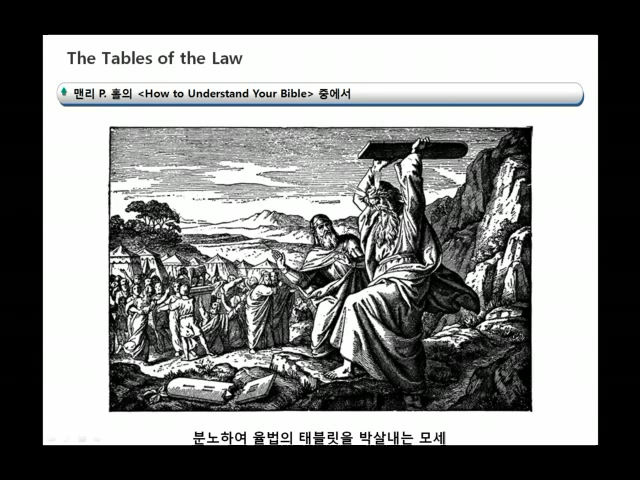 The Tables of the Law
맨리 P. 홀의 <How to Understand Your Bible> 중에서
분노하여 율법의 태블릿을 박살내는 모세